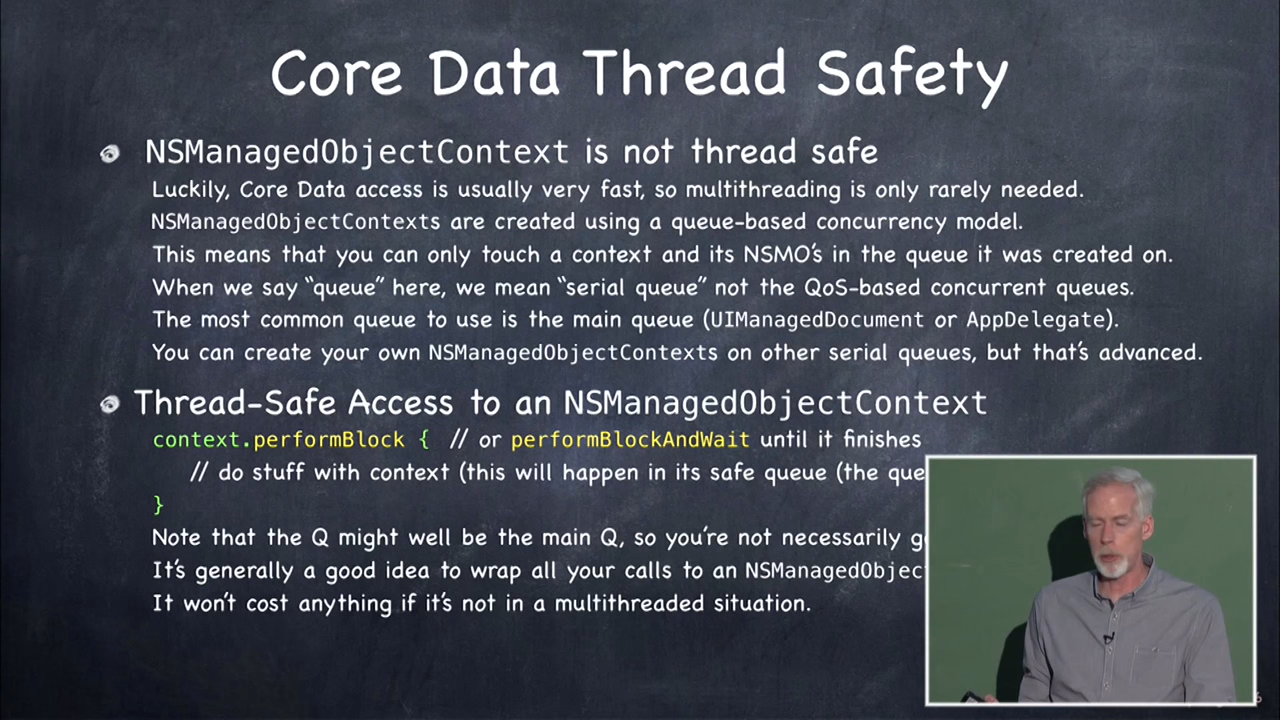 Core Data Thread Safety
NSManagedObjectContext is not thread safe
Luckily, Core Data access is usually very fast, so multithreading is only rarely needed.
NSManagedObjectContexts are created using a queue-based concurrency model.
This means that you can only touch a context and its NSMO's in the queue it was created on.
When we say “queue” here, we mean “serial queue” not the QoS-based concurrent queues.
The most common queue to use is the main queue (UIManagedDocument or AppDelegate).
You can create your own NSManagedObjectContexts on other serial queues, but that's advanced.
Thread-Safe Access to an NSManagedObjectContext
context.performBlock { // or performBlockAndWait until it finishes
// do stuff with context (this will happen in its safe queue (the
}
Note that the Q might well be the main Q, so you're not necessarily
It's generally a good idea to wrap all your calls to an
It won't cost anything if it's not in a multithreaded situation.